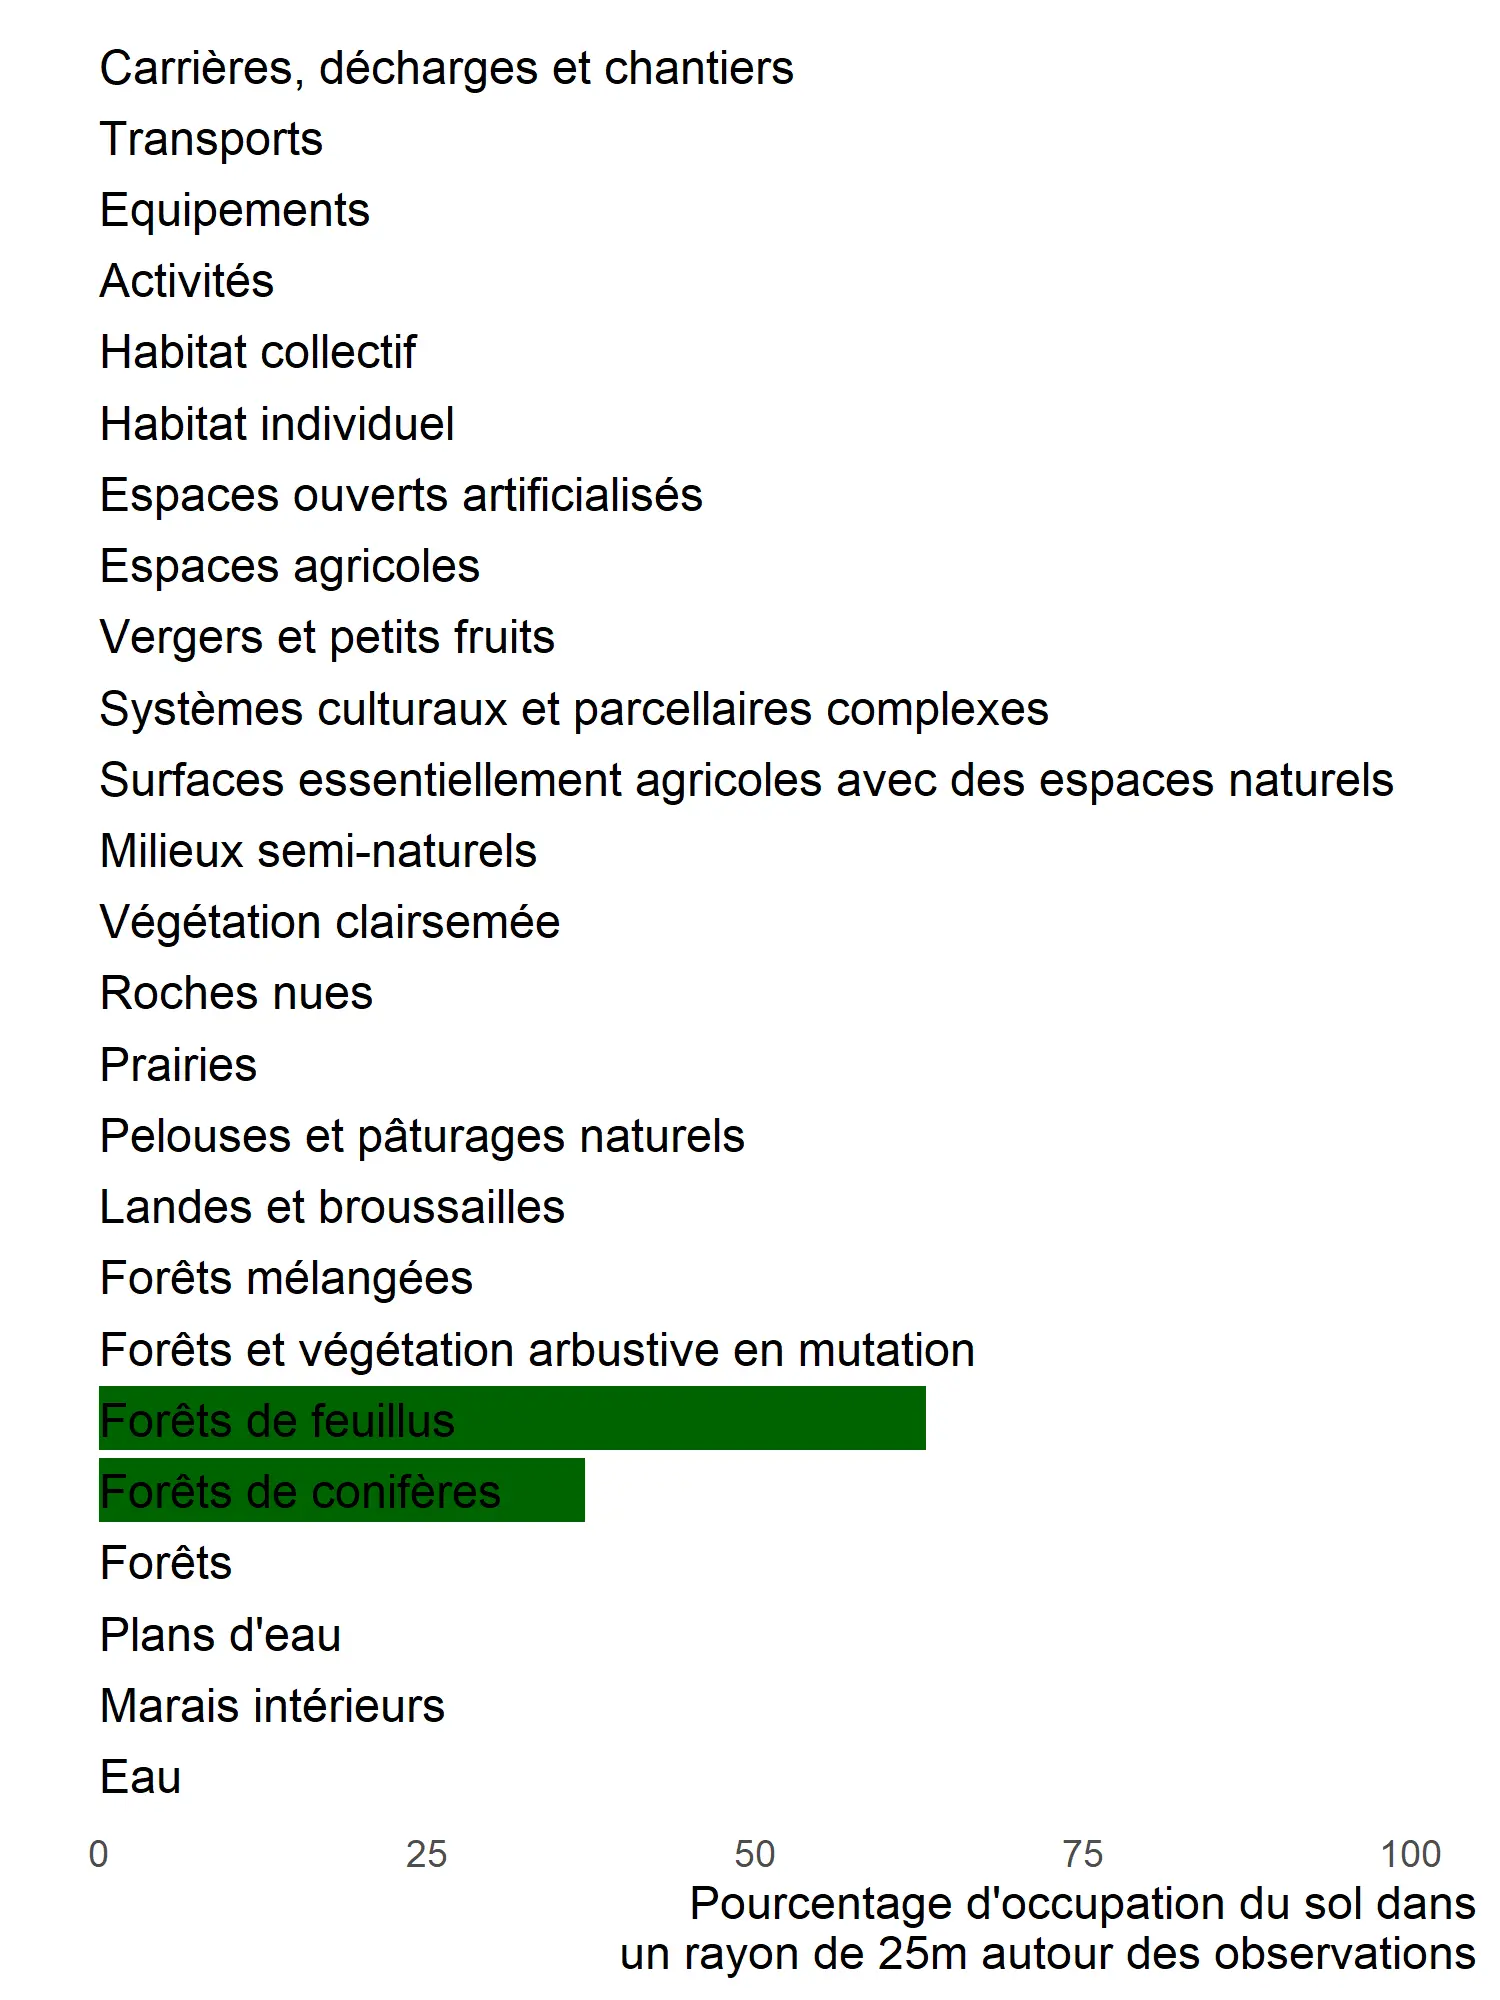 Carrières, décharges et chantiers
Transports
Equipements
Activités
Habitat collectif
Habitat individuel
Espaces ouverts artificialisés
Espaces agricoles
Vergers et petits fruits
Systèmes culturaux et parcellaires complexes
Surfaces essentiellement agricoles avec des espaces naturels
Milieux semi-naturels
Végétation clairsemée
Roches nues
Prairies
Pelouses et pâturages naturels
Landes et broussailles
Forêts mélangées
Forêts et végétation arbustive en mutation
Forêts de feuillus
Forêts de conifères
Forêts
Plans d'eau
Marais intérieurs
Eau
0 25 50 75 100
Pourcentage d'occupation du sol dans
un rayon de 25m autour des observations